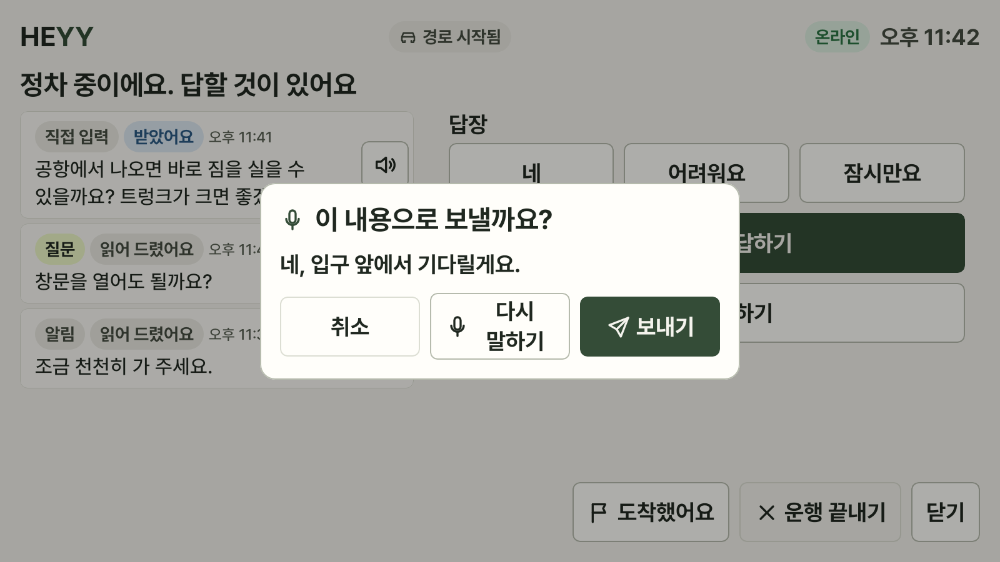 HEYY
경로 시작됨
온라인 오후 11:42
정차 중이에요. 답할 것이 있어요
직접 입력 받았어요 오후 11:41
공항에서 나오면 바로 짐을 실을 수
있을까요? 트렁크가 크면
질문 읽어 드렸어요 오후
창문을 열어도 될까요?
알림 읽어 드렸어요 오후
조금 천천히 가 주세요.
답장
네
어려워요
잠시만요
이 내용으로 보낼까요?
네, 입구 앞에서 기다릴게요.
취소
다시
말하기
보내기
도착했어요
운행 끝내기
닫기